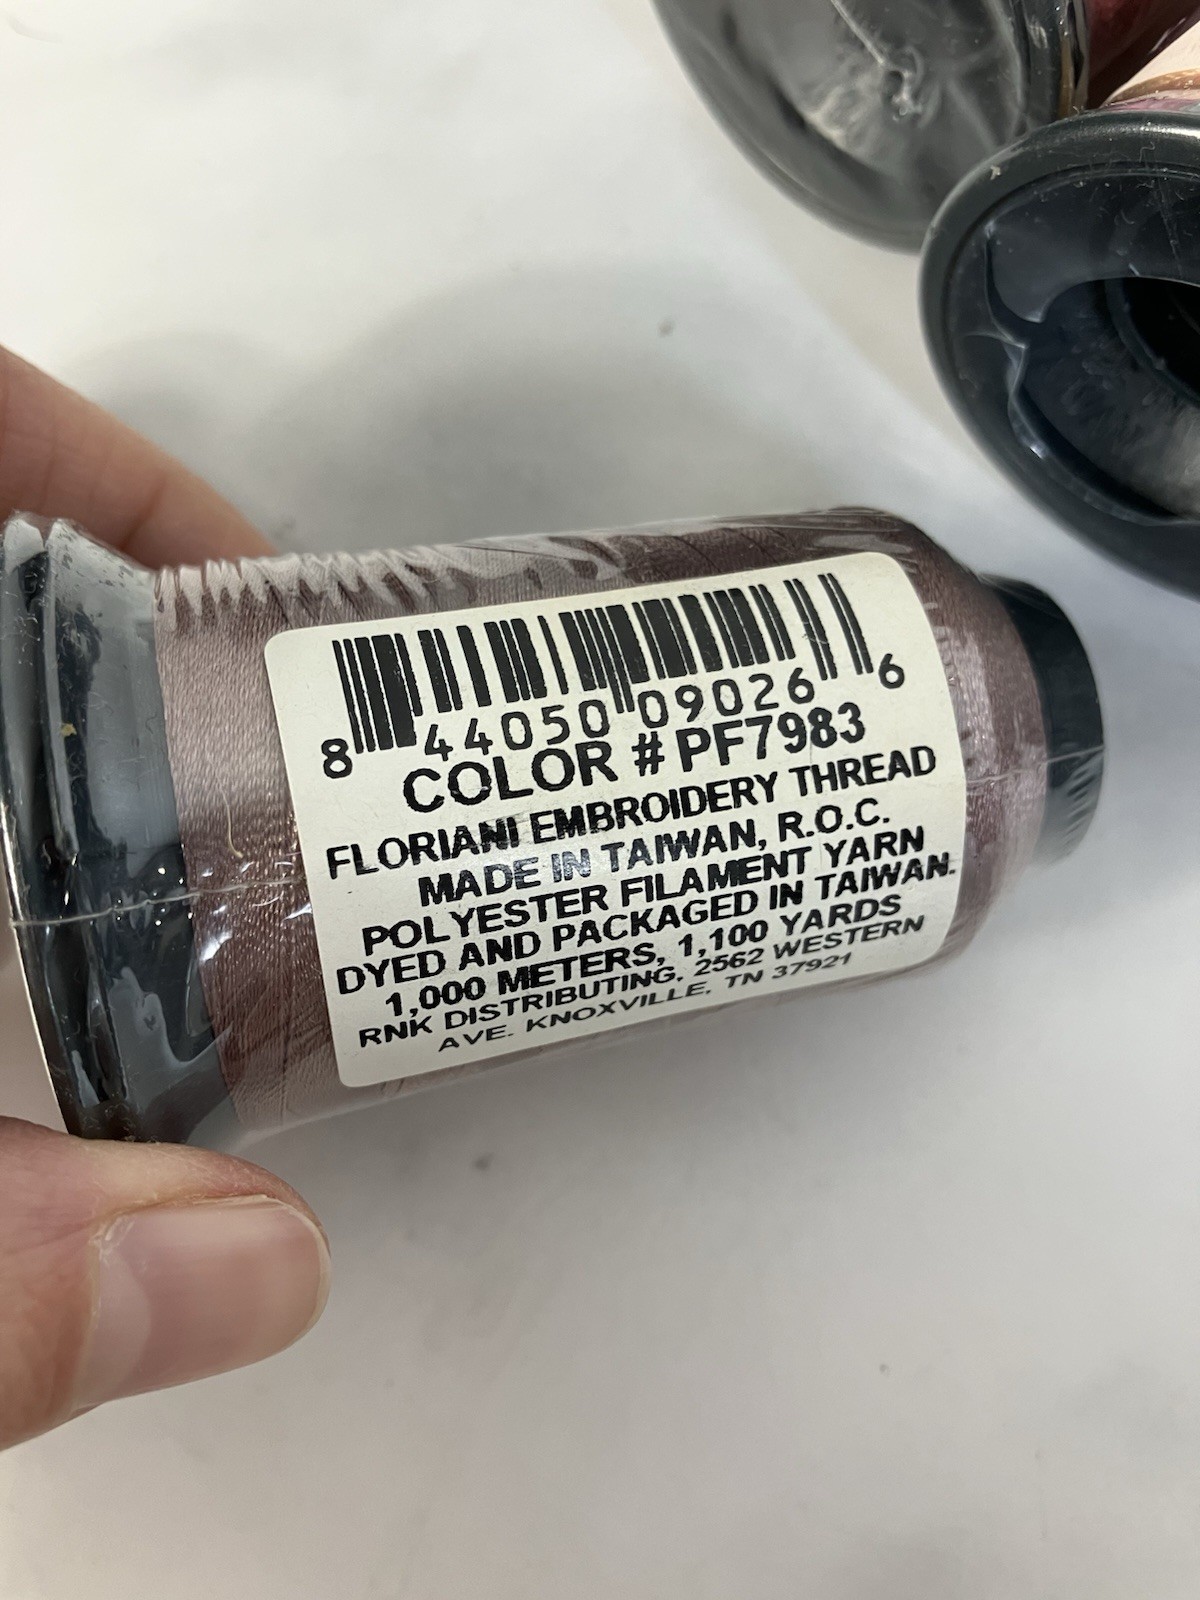 8 44050 09026 6
COLOR # PF7983
FLORIANI EMBROIDERY THREAD
MADE IN TAIWAN, R.O.C.
POLYESTER FILAMENT YARN
DYED AND PACKAGED IN TAIWAN.
1,000 METERS, 1,100 YARDS
RNK DISTRIBUTING, 2562 WESTERN
AVE. KNOXVILLE, TN 37921